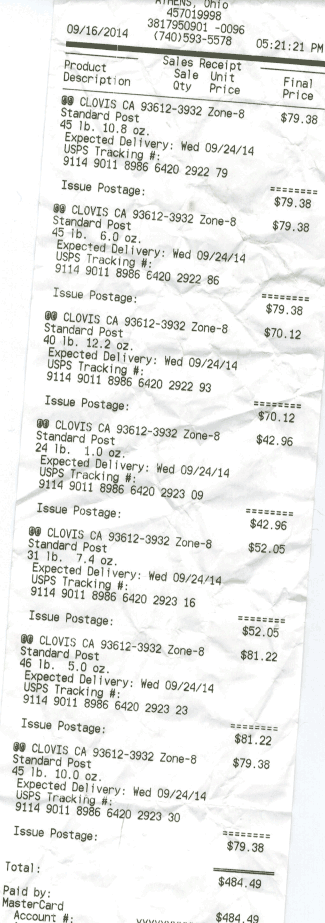 ATHENS, Ohio
457019998
3817950901 -0096
09/16/2014 (740)593-5578 05:21:21 PM
Sales Receipt
Product Sale Unit Final
Description Qty Price Price
@@ CLOVIS CA 93612-3932 Zone-8 $79.38
Standard Post
45 lb. 10.8 oz.
Expected Delivery: Wed 09/24/14
USPS Tracking #:
9114 9011 8986 6420 2922 79
========
Issue Postage: $79.38
@@ CLOVIS CA 93612-3932 Zone-8 $79.38
Standard Post
45 lb. 6.0 oz.
Expected Delivery: Wed 09/24/14
USPS Tracking #:
9114 9011 8986 6420 2922 86
========
Issue Postage: $79.38
@@ CLOVIS CA 93612-3932 Zone-8 $70.12
Standard Post
40 lb. 12.2 oz.
Expected Delivery: Wed 09/24/14
USPS Tracking #:
9114 9011 8986 6420 2922 93
========
Issue Postage: $70.12
@@ CLOVIS CA 93612-3932 Zone-8 $42.96
Standard Post
24 lb. 1.0 oz.
Expected Delivery: Wed 09/24/14
USPS Tracking #:
9114 9011 8986 6420 2923 09
========
Issue Postage: $42.96
@@ CLOVIS CA 93612-3932 Zone-8 $52.05
Standard Post
31 lb. 7.4 oz.
Expected Delivery: Wed 09/24/14
USPS Tracking #:
9114 9011 8986 6420 2923 16
========
Issue Postage: $52.05
@@ CLOVIS CA 93612-3932 Zone-8 $81.22
Standard Post
46 lb. 5.0 oz.
Expected Delivery: Wed 09/24/14
USPS Tracking #:
9114 9011 8986 6420 2923 23
========
Issue Postage: $81.22
@@ CLOVIS CA 93612-3932 Zone-8 $79.38
Standard Post
45 lb. 10.0 oz.
Expected Delivery: Wed 09/24/14
USPS Tracking #:
9114 9011 8986 6420 2923 30
========
Issue Postage: $79.38
Total: $484.49
Paid by:
MasterCard $484.49
Account #: